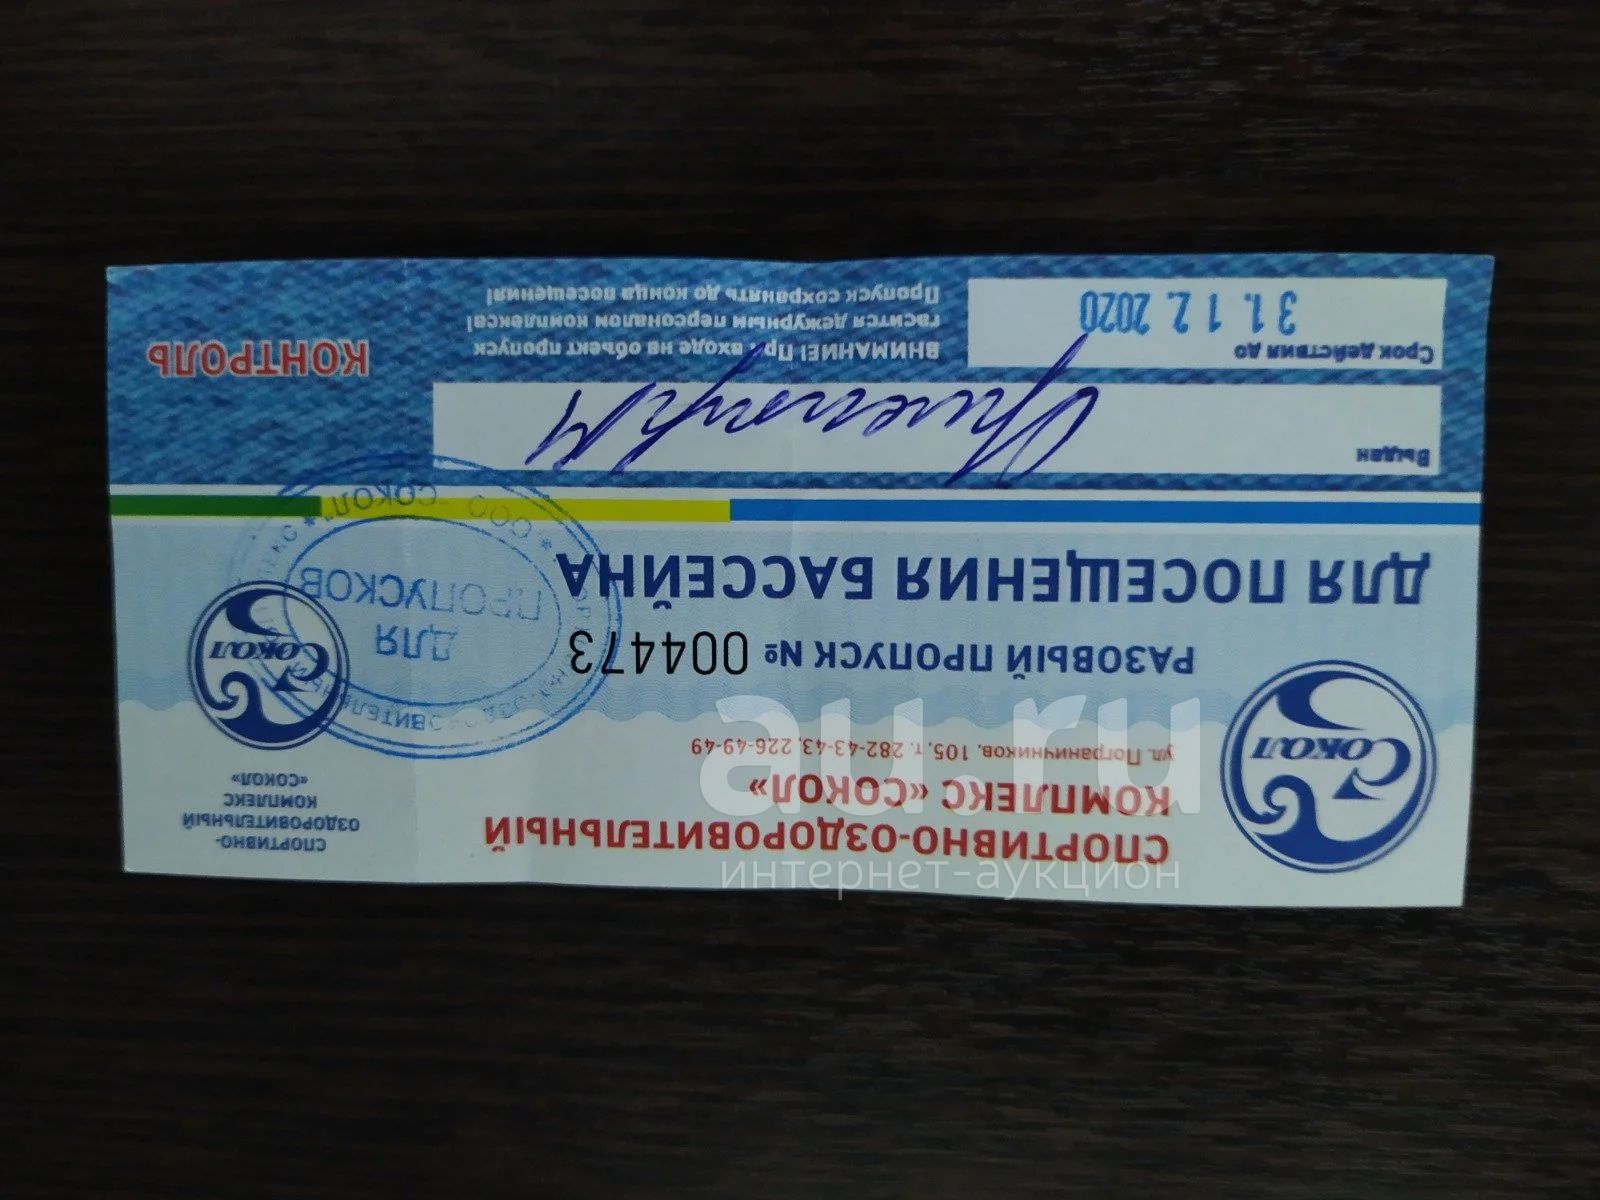 СПОРТИВНО-ОЗДОРОВИТЕЛЬНЫЙ
КОМПЛЕКС «СОКОЛ»
ул. Пограничников, 105, т. 282-43-43, 226-49-49
РАЗОВЫЙ ПРОПУСК № 004473
ДЛЯ ПОСЕЩЕНИЯ БАССЕЙНА
Выдан
Срок действия до
31.12.2020
ВНИМАНИЕ! При входе на объект пропуск
гасится дежурным персоналом комплекса!
Пропуск сохранять до конца посещения!
СОКОЛ
СПОРТИВНО-
ОЗДОРОВИТЕЛЬНЫЙ
КОМПЛЕКС
«СОКОЛ»
СОКОЛ
КОНТРОЛЬ
ДЛЯ
ПРОПУСКОВ
* ООО "СОКОЛ" *
au.ru
интернет-аукцион